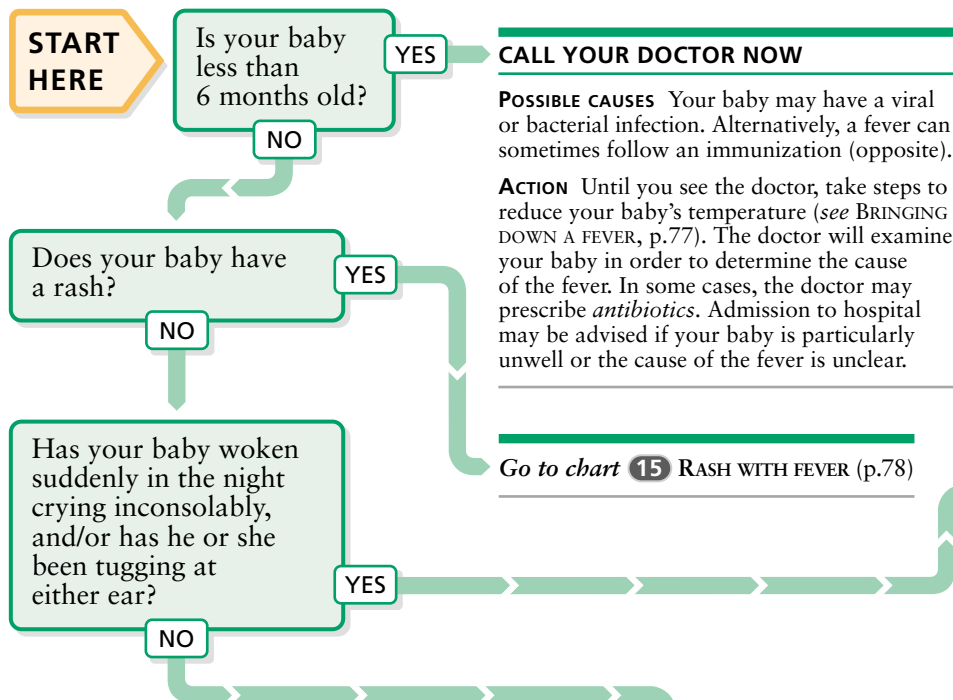 START
HERE
Is your baby
less than
6 months old?
YES
NO
CALL YOUR DOCTOR NOW
POSSIBLE CAUSES Your baby may have a viral
or bacterial infection. Alternatively, a fever can
sometimes follow an immunization (opposite).
ACTION Until you see the doctor, take steps to
reduce your baby's temperature (see BRINGING
DOWN A FEVER, p.77). The doctor will examine
your baby in order to determine the cause
of the fever. In some cases, the doctor may
prescribe antibiotics. Admission to hospital
may be advised if your baby is particularly
unwell or the cause of the fever is unclear.
Does your baby have
a rash?
YES
NO
Go to chart 15 RASH WITH FEVER (p.78)
Has your baby woken
suddenly in the night
crying inconsolably,
and/or has he or she
been tugging at
either ear?
YES
NO